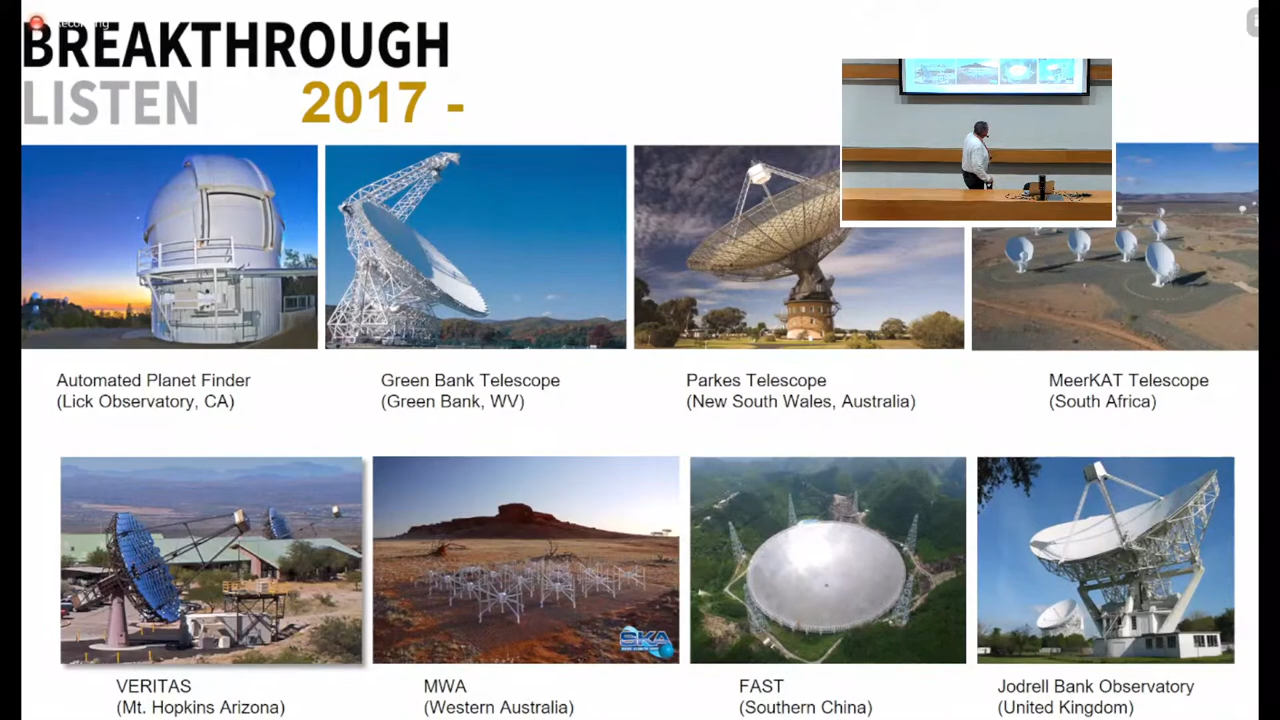 Recording
BREAKTHROUGH
LISTEN 2017 -
Automated Planet Finder
(Lick Observatory, CA)
Green Bank Telescope
(Green Bank, WV)
Parkes Telescope
(New South Wales, Australia)
MeerKAT Telescope
(South Africa)
SKA
VERITAS
(Mt. Hopkins Arizona)
MWA
(Western Australia)
FAST
(Southern China)
Jodrell Bank Observatory
(United Kingdom)